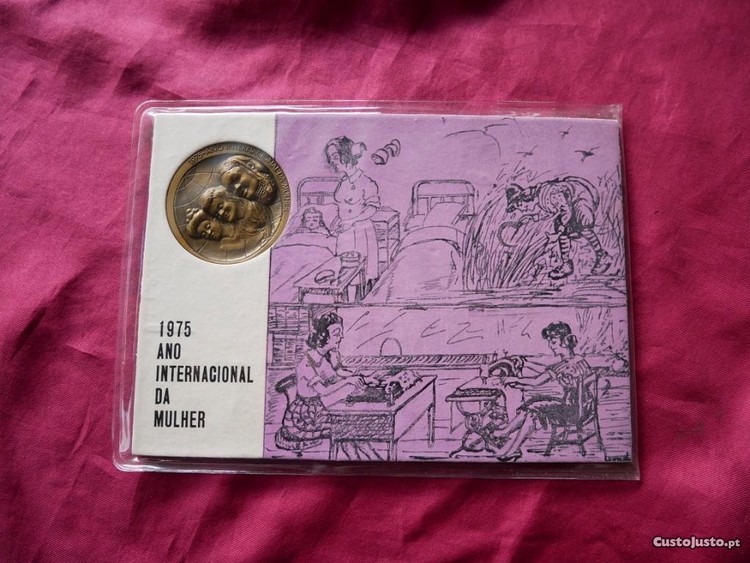 1975
ANO
INTERNACIONAL
DA
MULHER
CustoJusto.pt